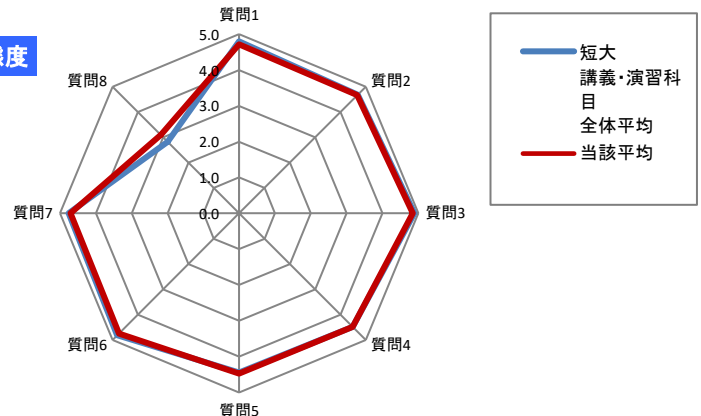 質問1
5.0
度
質問8
4.0
質問2
3.0
2.0
1.0
質問7
0.0
質問3
質問6
質問4
質問5
短大
講義・演習科
目
全体平均
当該平均